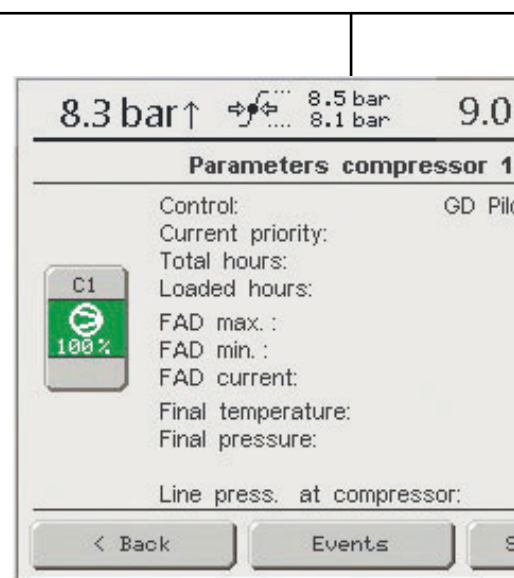 8.3 bar↑ 8.5 bar 9.0
8.1 bar
Parameters compressor 1
Control: GD Pilo
Current priority:
Total hours:
C1 Loaded hours:
100% FAD max. :
FAD min. :
FAD current:
Final temperature:
Final pressure:
Line press. at compressor:
< Back Events S